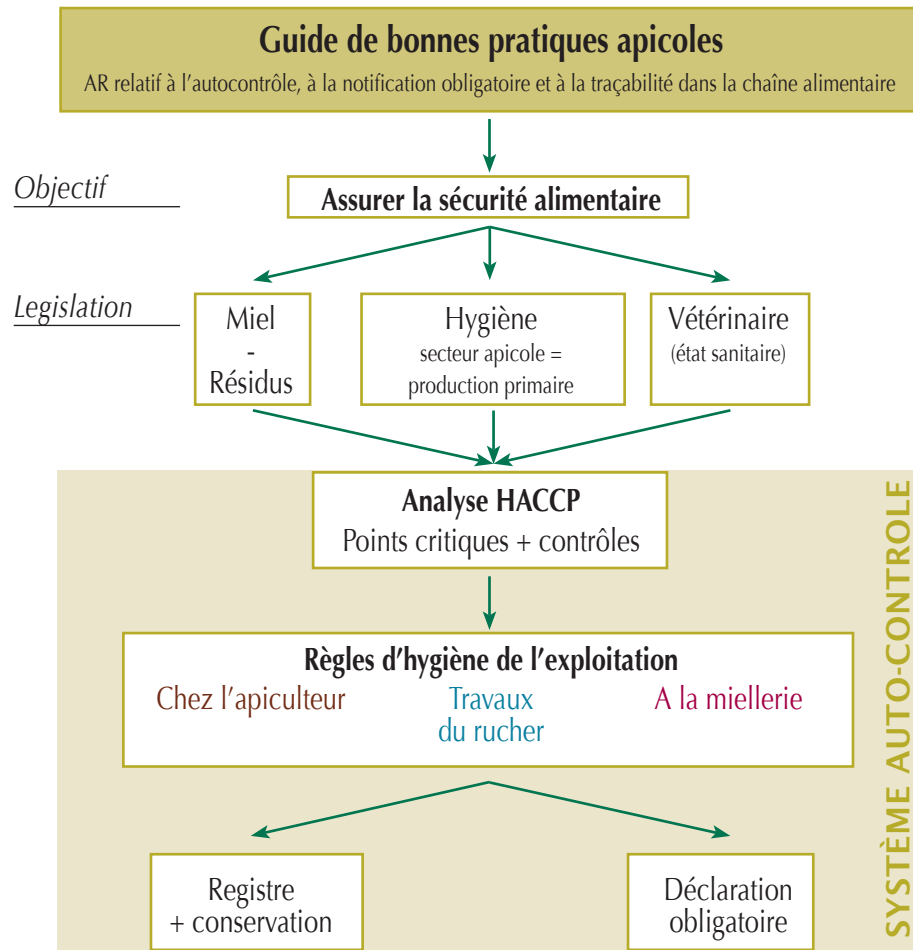 Guide de bonnes pratiques apicoles
AR relatif à l'autocontrôle, à la notification obligatoire et à la traçabilité dans la chaîne alimentaire
Objectif
Assurer la sécurité alimentaire
Legislation
Miel
-
Résidus
Hygiène
secteur apicole =
production primaire
Vétérinaire
(état sanitaire)
Analyse HACCP
Points critiques + contrôles
Règles d'hygiène de l'exploitation
Chez l'apiculteur
Travaux
du rucher
A la miellerie
Registre
+ conservation
Déclaration
obligatoire
SYSTÈME AUTO-CONTROLE